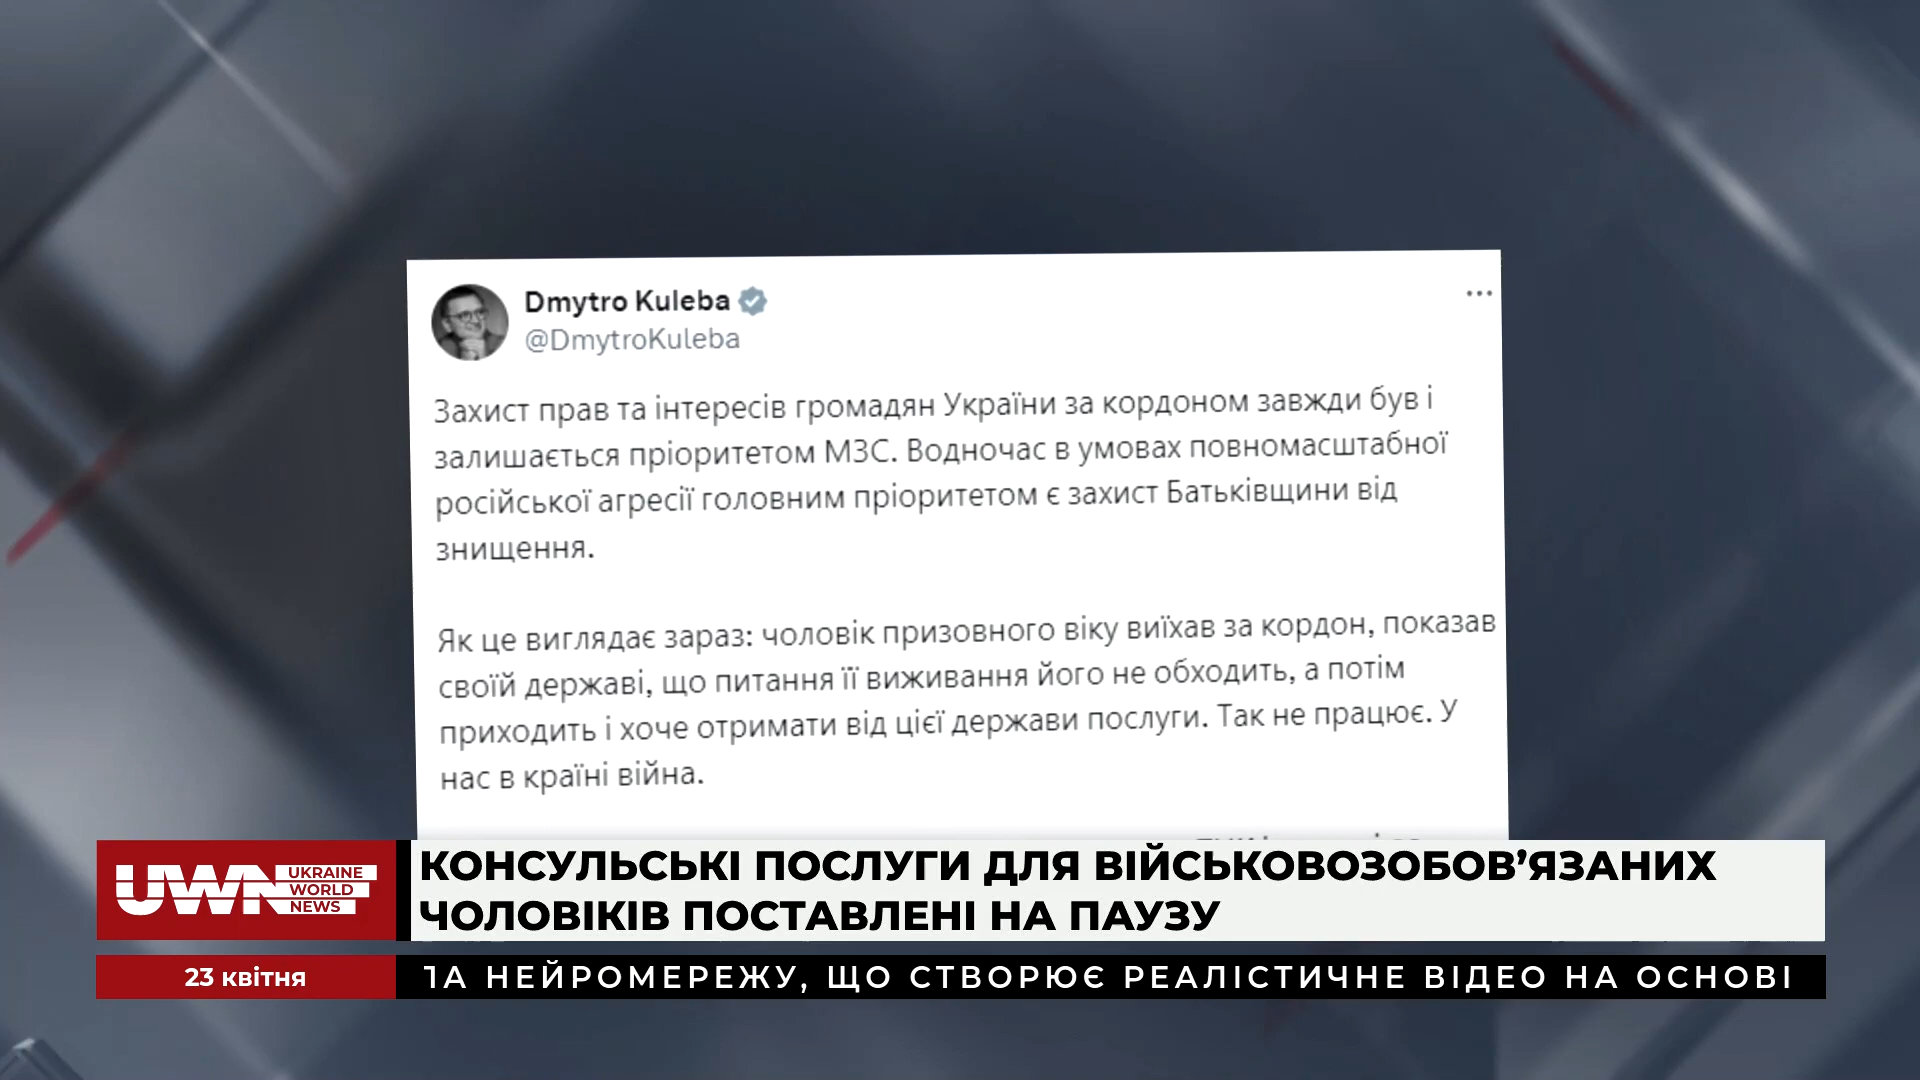 Dmytro Kuleba
@DmytroKuleba
Захист прав та інтересів громадян України за кордоном завжди був і
залишається пріоритетом МЗС. Водночас в умовах повномасштабної
російської агресії головним пріоритетом є захист Батьківщини від
знищення.
Як це виглядає зараз: чоловік призовного віку виїхав за кордон, показав
своїй державі, що питання її виживання його не обходить, а потім
приходить і хоче отримати від цієї держави послуги. Так не працює. У
нас в країні війна.
UWN UKRAINE
WORLD
NEWS
КОНСУЛЬСЬКІ ПОСЛУГИ ДЛЯ ВІЙСЬКОВОЗОБОВ’ЯЗАНИХ
ЧОЛОВІКІВ ПОСТАВЛЕНІ НА ПАУЗУ
23 квітня
НЕЙРОМЕРЕЖУ, ЩО СТВОРЮЄ РЕАЛІСТИЧНЕ ВІДЕО НА ОСНОВІ